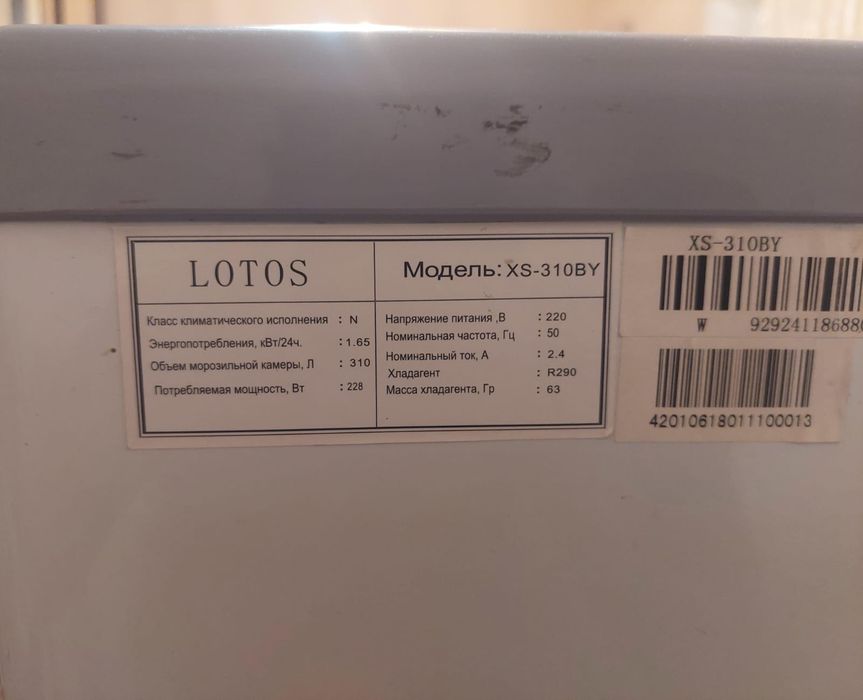 LOTOS
Модель: XS-310BY
Класс климатического исполнения : N
Энергопотребления, кВт/24ч. : 1.65
Объем морозильной камеры, Л : 310
Потребляемая мощность, Вт : 228
Напряжение питания ,В : 220
Номинальная частота, Гц : 50
Номинальный ток, А : 2.4
Хладагент : R290
Масса хладагента, Гр : 63
XS-310BY
W 929241186880
42010618011100013